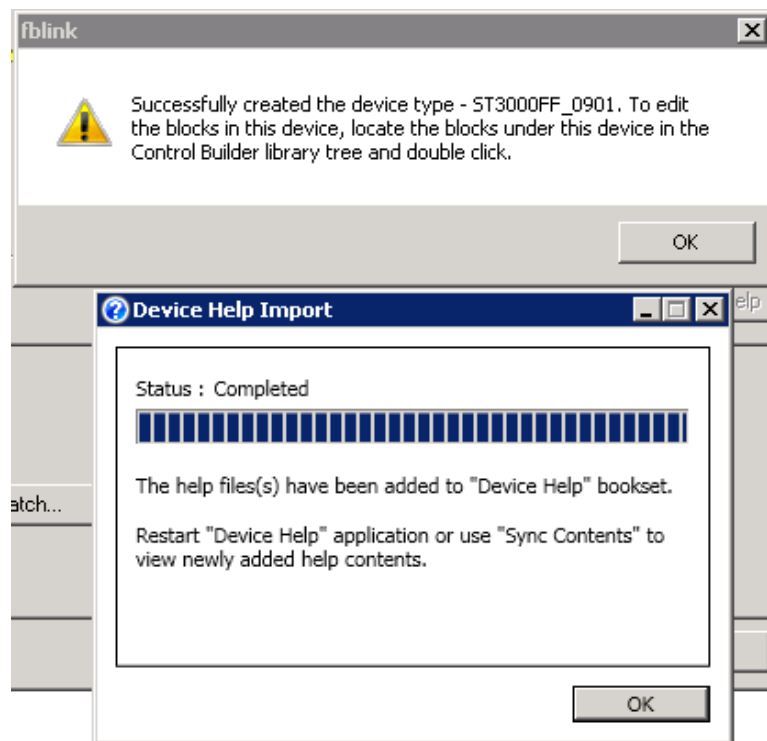 fblink
Successfully created the device type - ST3000FF_0901. To edit
the blocks in this device, locate the blocks under this device in the
Control Builder library tree and double click.
OK
Device Help Import
elp
Status : Completed
atch...
The help files(s) have been added to "Device Help" bookset.
Restart "Device Help" application or use "Sync Contents" to
view newly added help contents.
OK